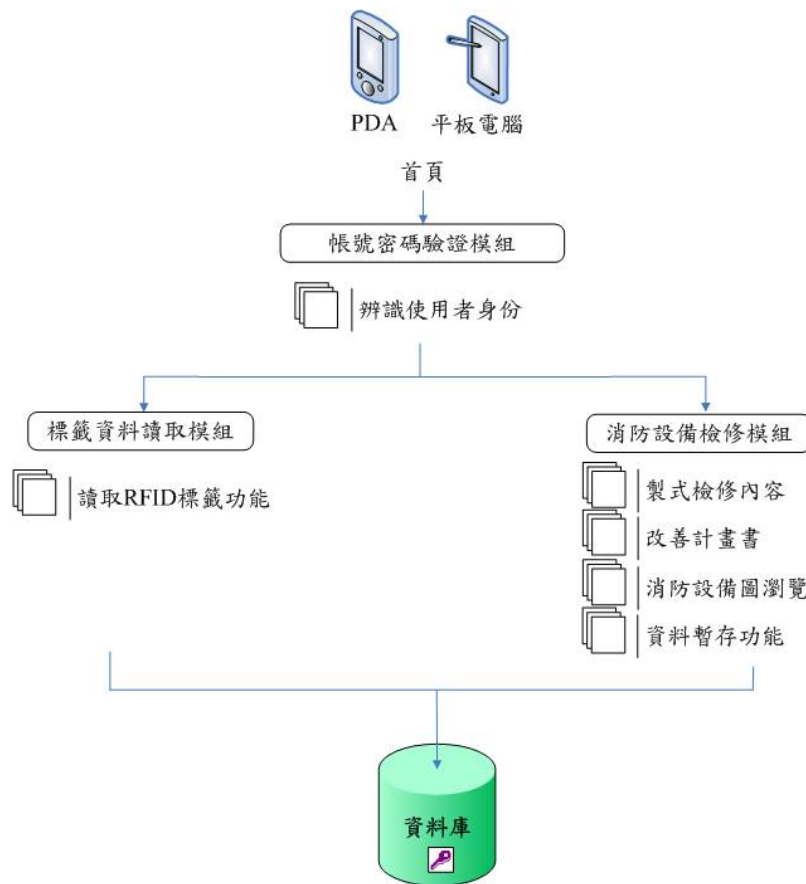 PDA 平板電腦
首頁
帳號密碼驗證模組
辨識使用者身份
標籤資料讀取模組
讀取RFID標籤功能
消防設備檢修模組
製式檢修內容
改善計畫書
消防設備圖瀏覽
資料暫存功能
資料庫